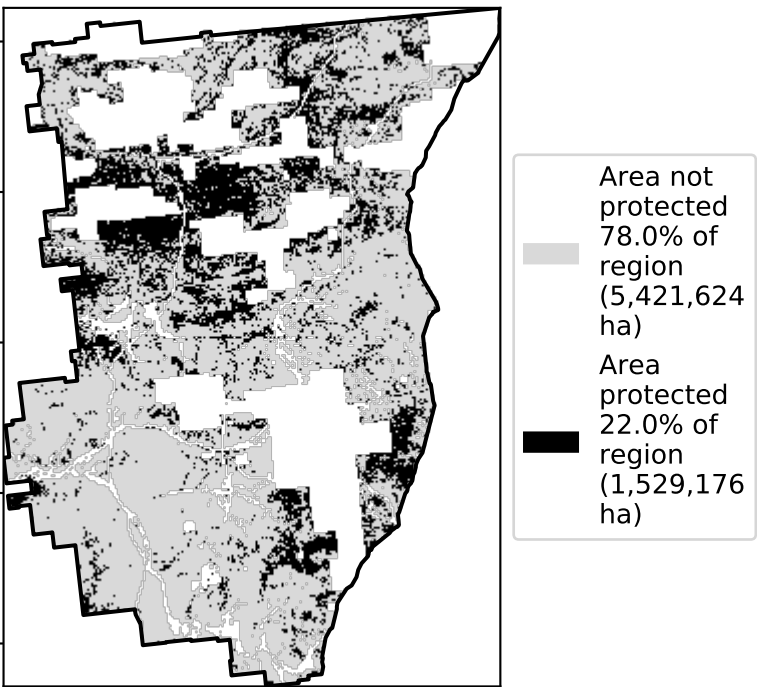 Area not
protected
78.0% of
region
(5,421,624
ha)
Area
protected
22.0% of
region
(1,529,176
ha)